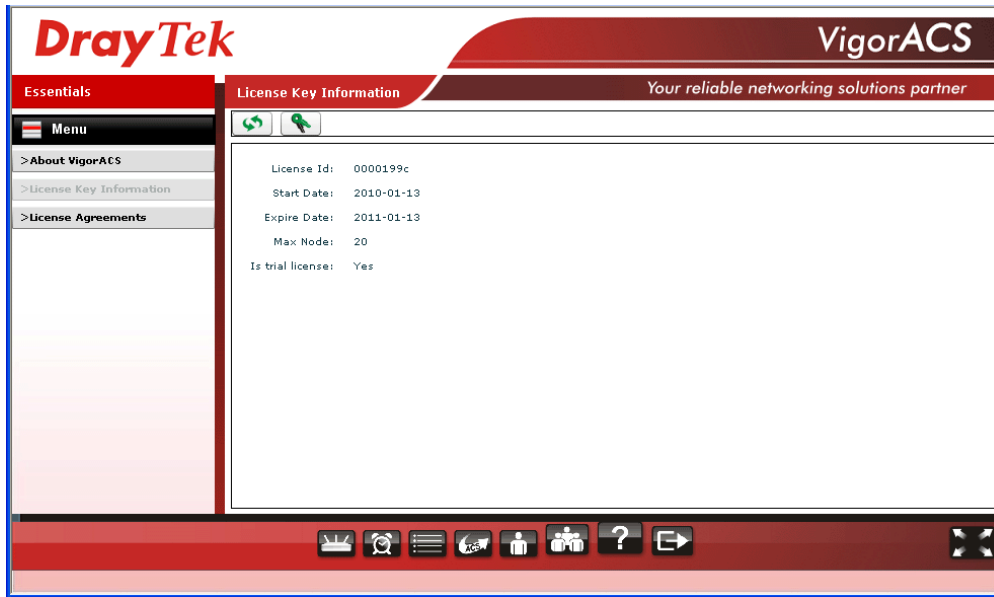 DrayTek
VigorACS
Essentials
License Key Information
Your reliable networking solutions partner
Menu
>About VigorACS
>License Key Information
>License Agreements
License Id: 0000199c
Start Date: 2010-01-13
Expire Date: 2011-01-13
Max Node: 20
Is trial license: Yes
ACS
?